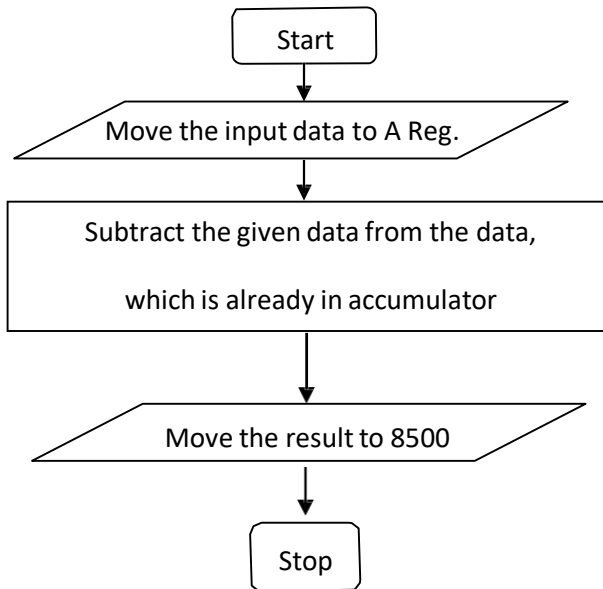 Start
Move the input data to A Reg.
Subtract the given data from the data,
which is already in accumulator
Move the result to 8500
Stop